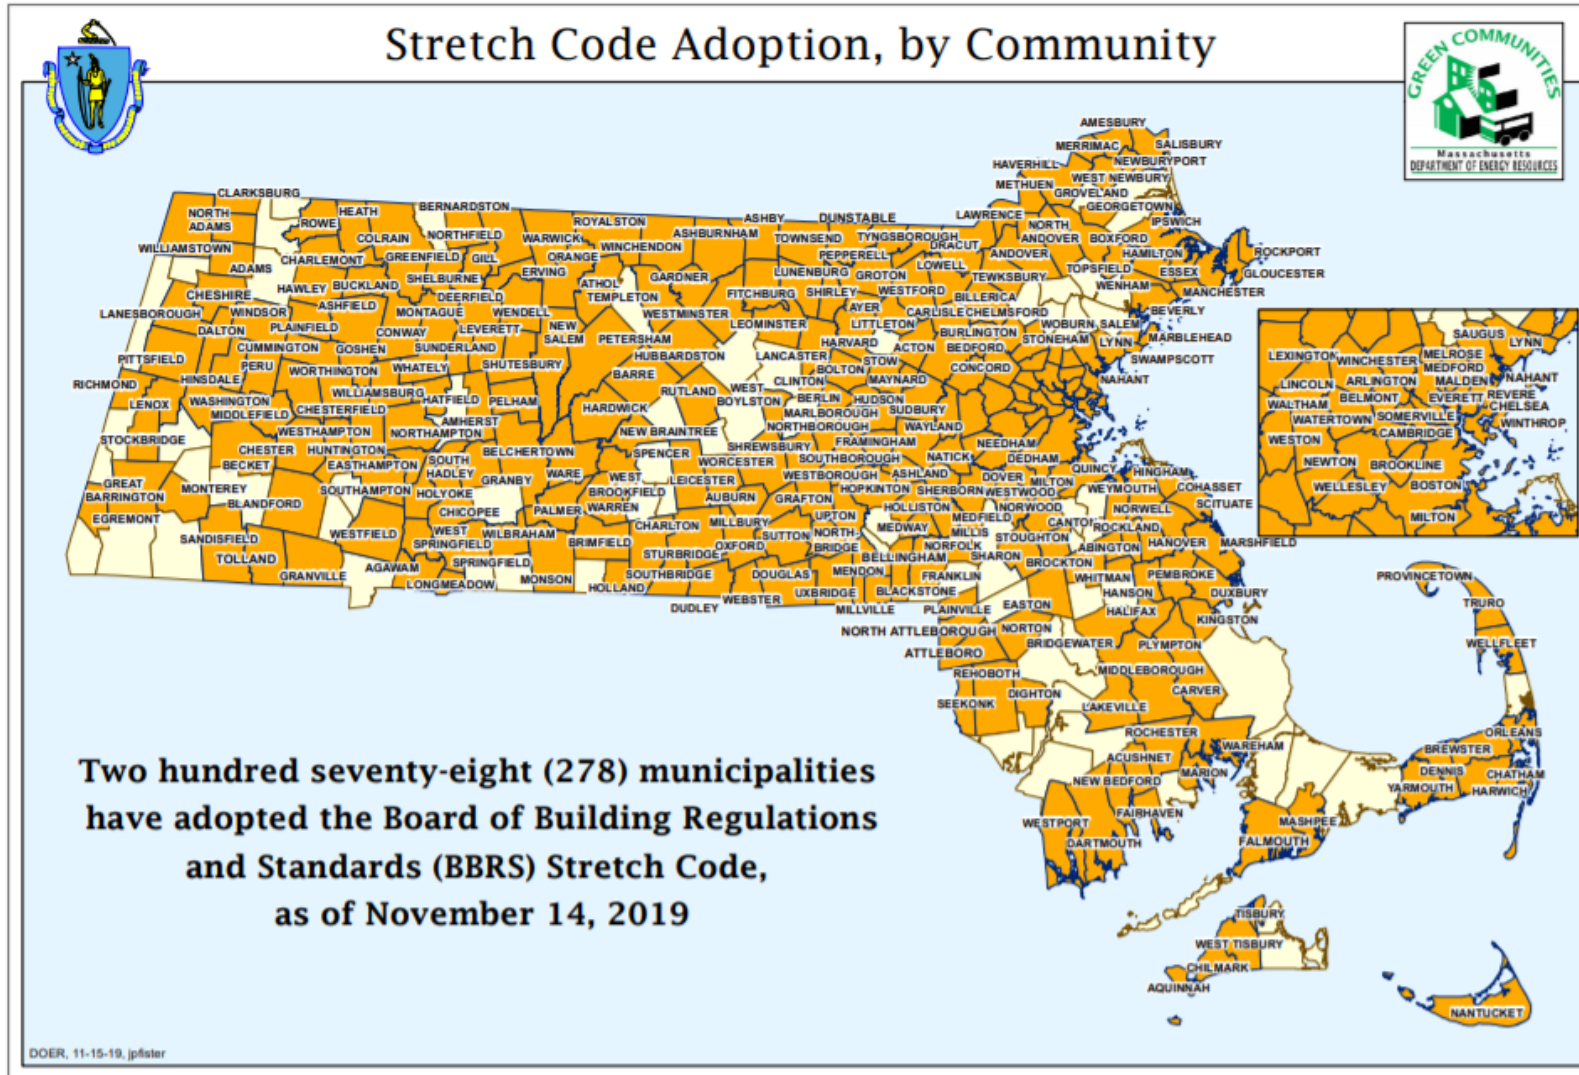 Stretch Code Adoption, by Community
GREEN COMMUNITIES
Massachusetts
DEPARTMENT OF ENERGY RESOURCES
AMESBURY
MERRIMAC
SALISBURY
HAVERHILL
NEWBURYPORT
METHUEN
WEST NEWBURY
GROVELAND
GEORGETOWN
CLARKSBURG
NORTH
ADAMS
ROWE
HEATH
BERNARDSTON
ROYALSTON
ASHBY
DUNSTABLE
LAWRENCE
NORTH
ANDOVER
BOXFORD
IPSWICH
WILLIAMSTOWN
COLRAIN
NORTHFIELD
WARWICK
WINCHENDON
ASHBURNHAM
TOWNSEND
TYNGSBOROUGH
DRACUT
PEPPERELL
ANDOVER
HAMILTON
ROCKPORT
GLOUCESTER
ADAMS
CHARLEMONT
GREENFIELD
GILL
ORANGE
ERVING
GARDNER
LUNENBURG
GROTON
LOWELL
TEWKSBURY
TOPSFIELD
ESSEX
WENHAM
MANCHESTER
CHESHIRE
HAWLEY
BUCKLAND
SHELBURNE
DEERFIELD
ATHOL
TEMPLETON
FITCHBURG
SHIRLEY
WESTFORD
BILLERICA
BEVERLY
LANESBOROUGH
WINDSOR
ASHFIELD
MONTAGUE
WENDELL
WESTMINSTER
AYER
CARLISLE
CHELMSFORD
DALTON
PLAINFIELD
CONWAY
LEVERETT
NEW
SALEM
LEOMINSTER
LITTLETON
BURLINGTON
WOBURN
SALEM
MARBLEHEAD
CUMMINGTON
GOSHEN
SUNDERLAND
PETERSHAM
HARVARD
ACTON
BEDFORD
STONEHAM
LYNN
SWAMPSCOTT
PITTSFIELD
PERU
WORTHINGTON
WHATELY
SHUTESBURY
HUBBARDSTON
LANCASTER
BOLTON
STOW
CONCORD
NAHANT
RICHMOND
HINSDALE
BARRE
CLINTON
MAYNARD
LENOX
WASHINGTON
MIDDLEFIELD
WILLIAMSBURG
CHESTERFIELD
HATFIELD
PELHAM
RUTLAND
WEST
BOYLSTON
BERLIN
HUDSON
MARLBOROUGH
SUDBURY
HARDWICK
AMHERST
STOCKBRIDGE
WESTHAMPTON
NORTHAMPTON
NEW BRAINTREE
NORTHBOROUGH
WAYLAND
CHESTER
HUNTINGTON
BELCHERTOWN
SPENCER
SHREWSBURY
FRAMINGHAM
NEEDHAM
BECKET
EASTHAMPTON
SOUTH
HADLEY
WARE
WEST
BROOKFIELD
WORCESTER
SOUTHBOROUGH
NATICK
DEDHAM
GREAT
BARRINGTON
MONTEREY
BLANDFORD
SOUTHAMPTON
HOLYOKE
GRANBY
LEICESTER
WESTBOROUGH
ASHLAND
DOVER
MILTON
QUINCY
HINGHAM
CHICOPEE
PALMER
WARREN
AUBURN
GRAFTON
HOPKINTON
SHERBORN
WESTWOOD
WEYMOUTH
COHASSET
SCITUATE
EGREMONT
SANDISFIELD
WESTFIELD
WEST
SPRINGFIELD
WILBRAHAM
CHARLTON
MILLBURY
UPTON
HOLLISTON
MEDFIELD
NORWOOD
NORWELL
TOLLAND
BRIMFIELD
STURBRIDGE
OXFORD
SUTTON
NORTH-
BRIDGE
MEDWAY
MILLIS
CANTON
ROCKLAND
GRANVILLE
AGAWAM
SPRINGFIELD
BELLINGHAM
NORFOLK
STOUGHTON
ABINGTON
HANOVER
MARSHFIELD
LONGMEADOW
MONSON
HOLLAND
SOUTHBRIDGE
DOUGLAS
MENDON
SHARON
BROCKTON
FRANKLIN
WHITMAN
PEMBROKE
DUDLEY
WEBSTER
UXBRIDGE
BLACKSTONE
HANSON
DUXBURY
MILLVILLE
PLAINVILLE
EASTON
HALIFAX
KINGSTON
NORTH ATTLEBOROUGH
NORTON
BRIDGEWATER
PLYMPTON
ATTLEBORO
REHOBOTH
MIDDLEBOROUGH
SEEKONK
DIGHTON
CARVER
LAKEVILLE
ROCHESTER
WAREHAM
ACUSHNET
NEW BEDFORD
MARION
WESTPORT
FAIRHAVEN
DARTMOUTH
MASHPEE
FALMOUTH
PROVINCETOWN
TRURO
WELLFLEET
ORLEANS
BREWSTER
DENNIS
CHATHAM
YARMOUTH
HARWICH
TISBURY
WEST TISBURY
CHILMARK
AQUINNAH
NANTUCKET
SAUGUS
LYNN
LEXINGTON
WINCHESTER
MELROSE
MEDFORD
NAHANT
LINCOLN
ARLINGTON
MALDEN
WALTHAM
BELMONT
EVERETT
REVERE
CHELSEA
WATERTOWN
SOMERVILLE
WINTHROP
WESTON
CAMBRIDGE
NEWTON
BROOKLINE
WELLESLEY
BOSTON
MILTON
Two hundred seventy-eight (278) municipalities
have adopted the Board of Building Regulations
and Standards (BBRS) Stretch Code,
as of November 14, 2019
DOER, 11-15-19, jpfister